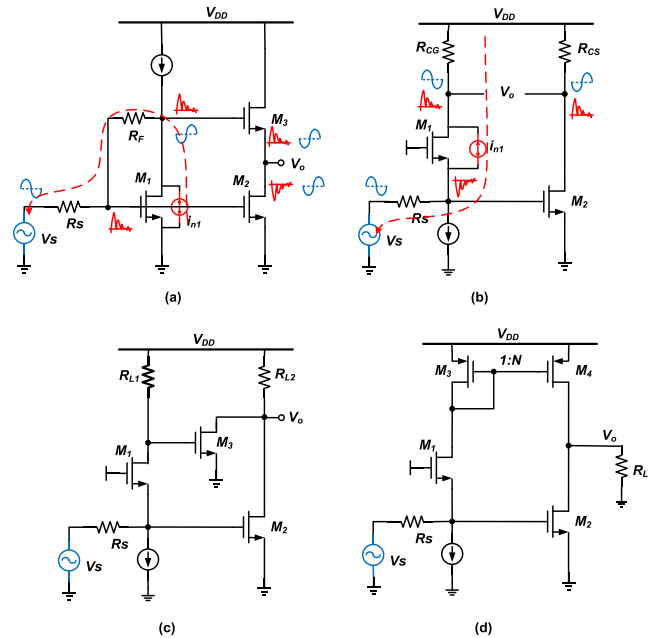 VDD
RF
M1
M3
M2
Vo
in1
Rs
Vs
(a)
VDD
RCG
RCS
Vo
M1
in1
Rs
Vs
M2
(b)
VDD
RL1
RL2
Vo
M3
M1
M2
Rs
Vs
(c)
VDD
1:N
M3
M4
M1
Vo
RL
M2
Rs
Vs
(d)